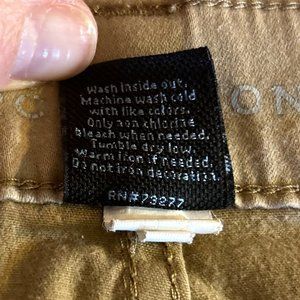 Wash inside out.
Machine wash cold
with like colors.
Only non chlorine
bleach when needed.
Tumble dry low.
Warm iron if needed.
Do not iron decoration.
RN#73277
ON